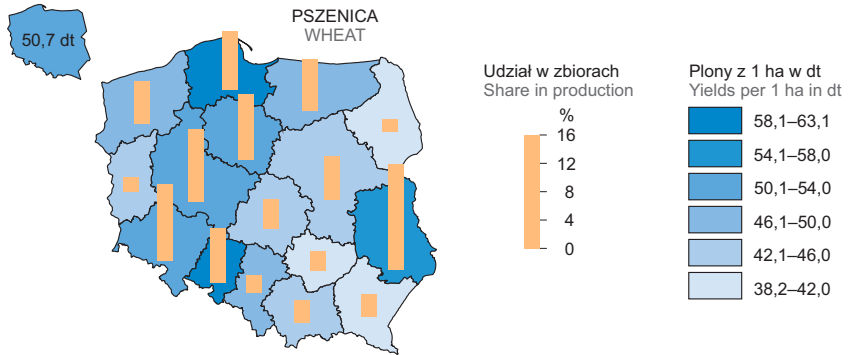 PSZENICA
WHEAT
50,7 dt
Udział w zbiorach
Share in production
%
16
12
8
4
0
Plony z 1 ha w dt
Yields per 1 ha in dt
58,1–63,1
54,1–58,0
50,1–54,0
46,1–50,0
42,1–46,0
38,2–42,0